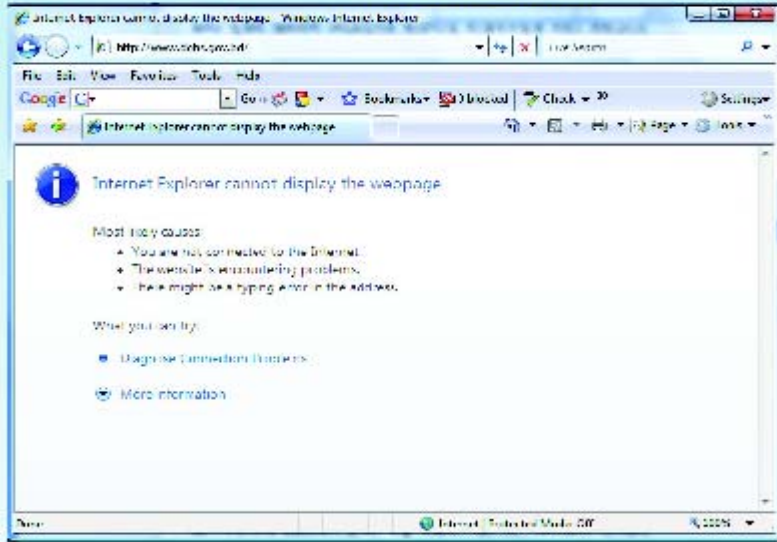 Internet Explorer cannot display the webpage - Windows Internet Explorer
Live Search
File Edit View Favorites Tools Help
Google Go Bookmarks 0 blocked Check Settings
Internet Explorer cannot display the webpage Page Tools
Internet Explorer cannot display the webpage
Most likely causes:
You are not connected to the Internet.
The website is encountering problems.
There might be a typing error in the address.
What you can try:
Diagnose Connection Problems
More information
Done Internet | Protected Mode: Off 100%